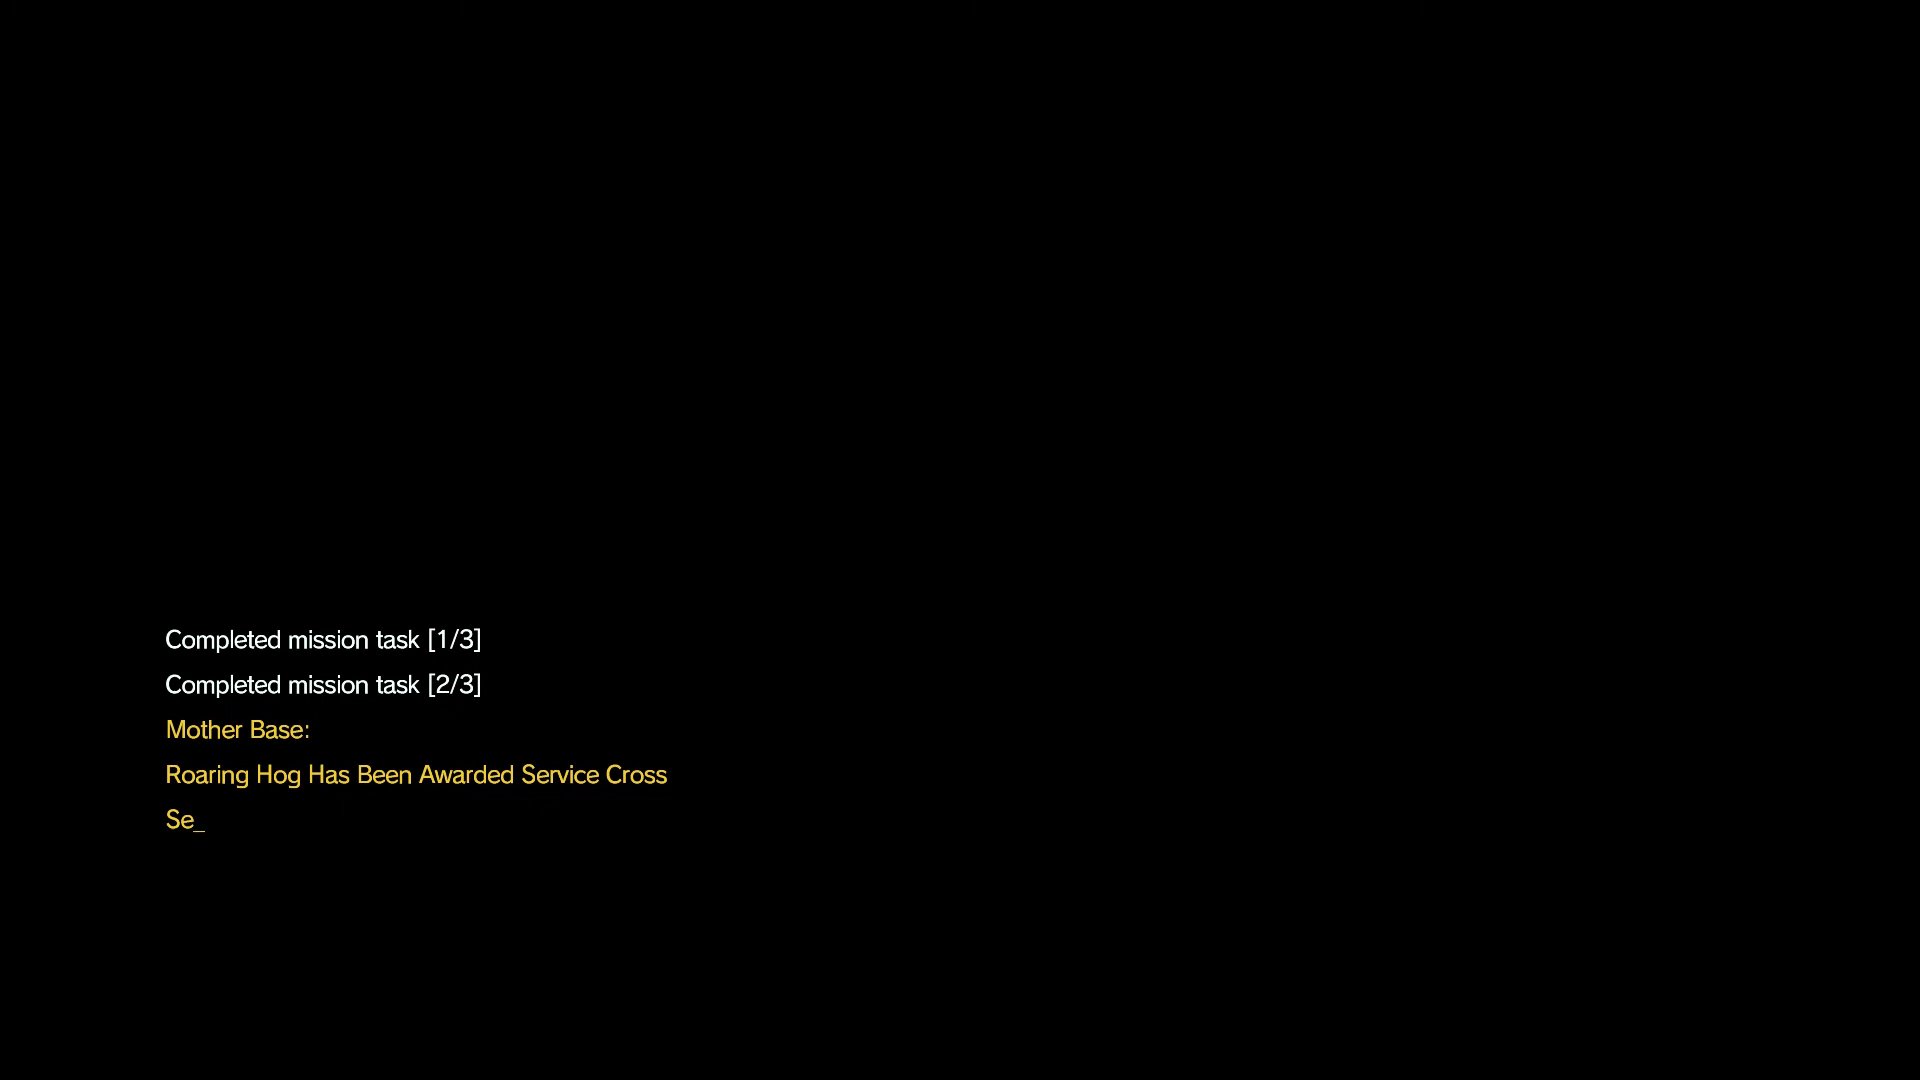 Completed mission task [1/3]
Completed mission task [2/3]
Mother Base:
Roaring Hog Has Been Awarded Service Cross
Se_